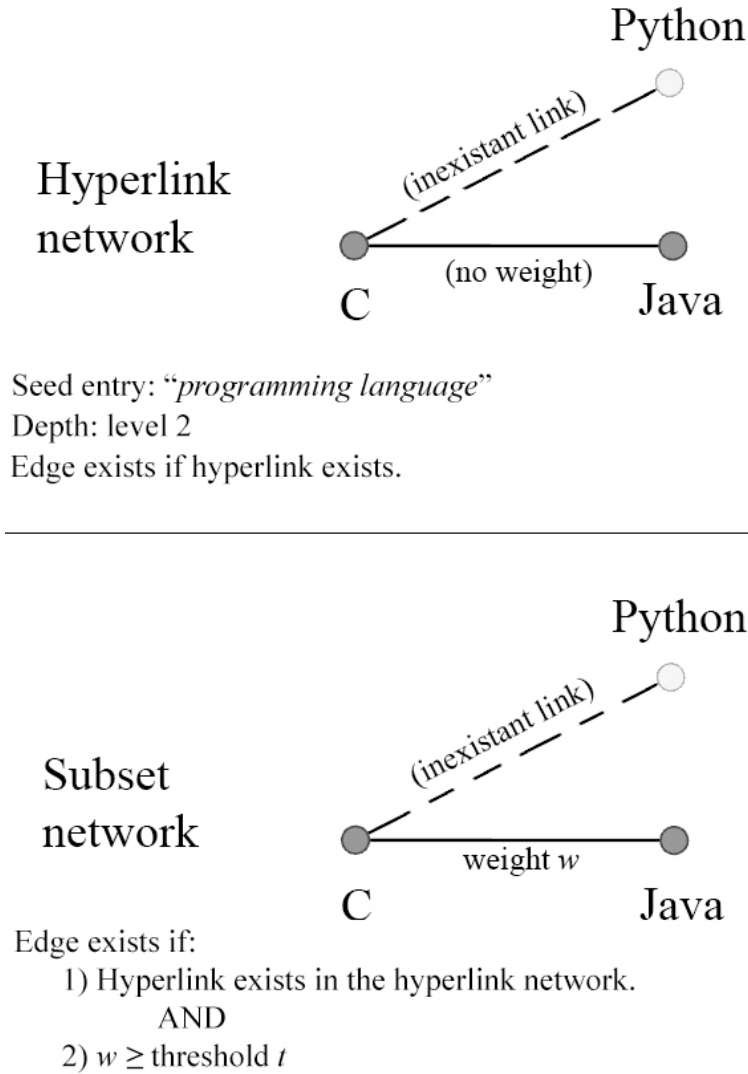 Python
(inexistant link)
Hyperlink
network
(no weight)
C
Java
Seed entry: “programming language”
Depth: level 2
Edge exists if hyperlink exists.
Python
(inexistant link)
Subset
network
weight w
C
Java
Edge exists if:
1) Hyperlink exists in the hyperlink network.
AND
2) w ≥ threshold t